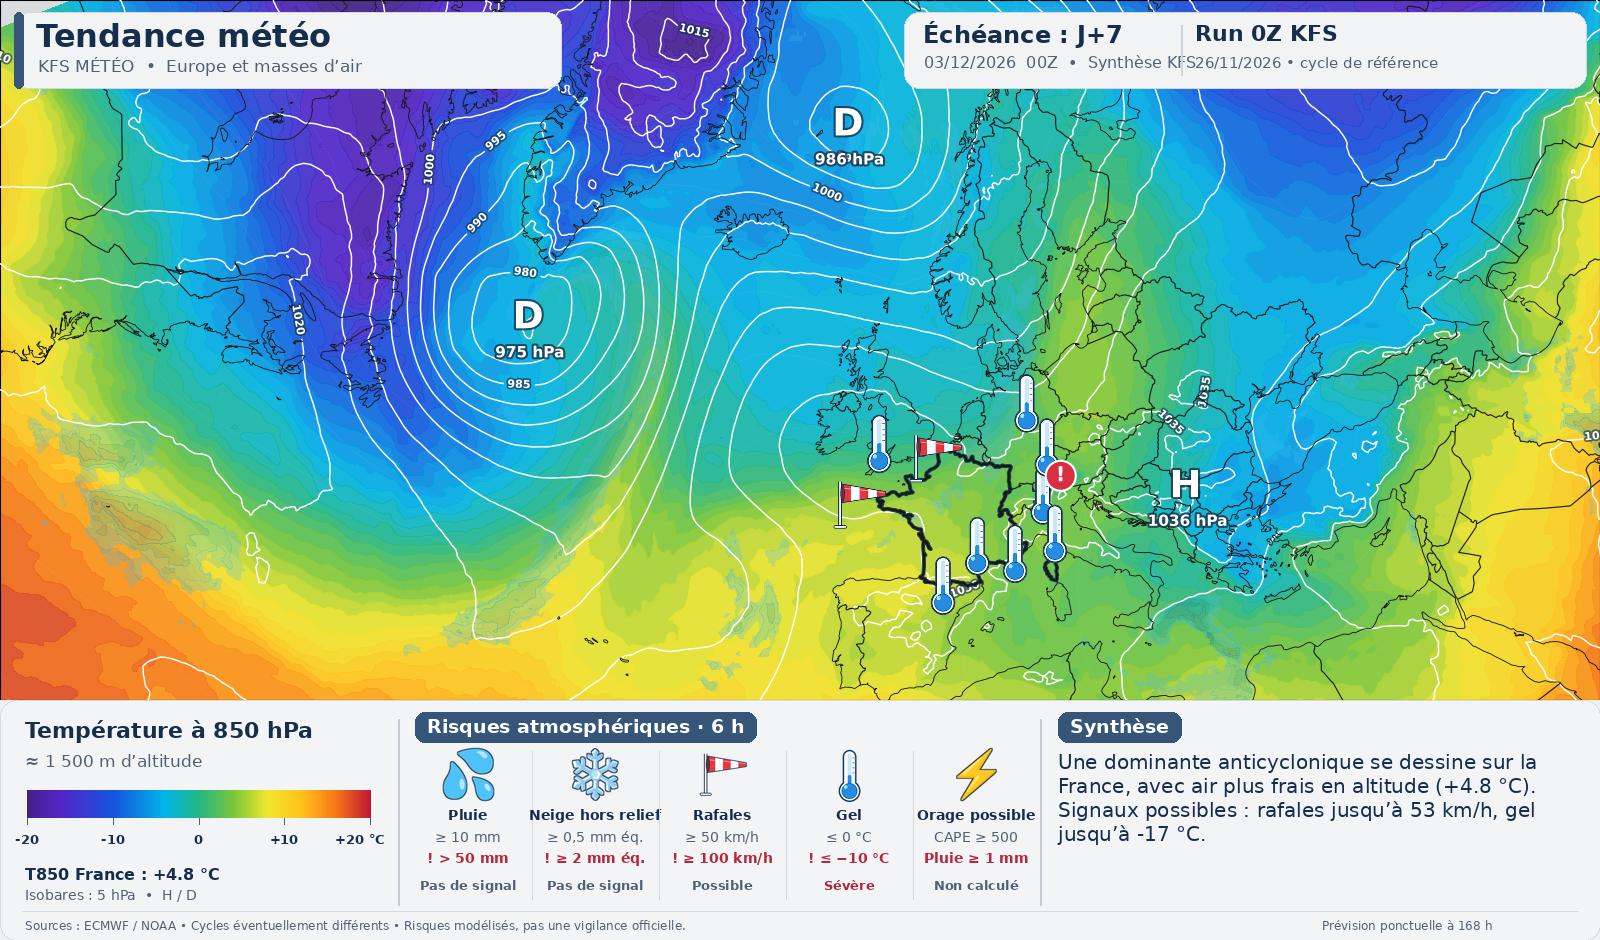 Tendance météo
KFS MÉTÉO • Europe et masses d’air
Échéance : J+7
03/12/2026 00Z • Synthèse KFS
Run 0Z KFS
26/11/2026 • cycle de référence
1015
995
1000
D
986 hPa
1000
990
980
D
975 hPa
985
1020
1035
1035
H
1036 hPa
!
Température à 850 hPa
≈ 1 500 m d’altitude
-20 -10 0 +10 +20 °C
T850 France : +4.8 °C
Isobares : 5 hPa • H / D
Risques atmosphériques · 6 h
Pluie
≥ 10 mm
! > 50 mm
Pas de signal
Neige hors relief
≥ 0,5 mm éq.
! ≥ 2 mm éq.
Pas de signal
Rafales
≥ 50 km/h
! ≥ 100 km/h
Possible
Gel
≤ 0 °C
! ≤ −10 °C
Sévère
Orage possible
CAPE ≥ 500
Pluie ≥ 1 mm
Non calculé
Synthèse
Une dominante anticyclonique se dessine sur la
France, avec air plus frais en altitude (+4.8 °C).
Signaux possibles : rafales jusqu’à 53 km/h, gel
jusqu’à -17 °C.
Sources : ECMWF / NOAA • Cycles éventuellement différents • Risques modélisés, pas une vigilance officielle.
Prévision ponctuelle à 168 h